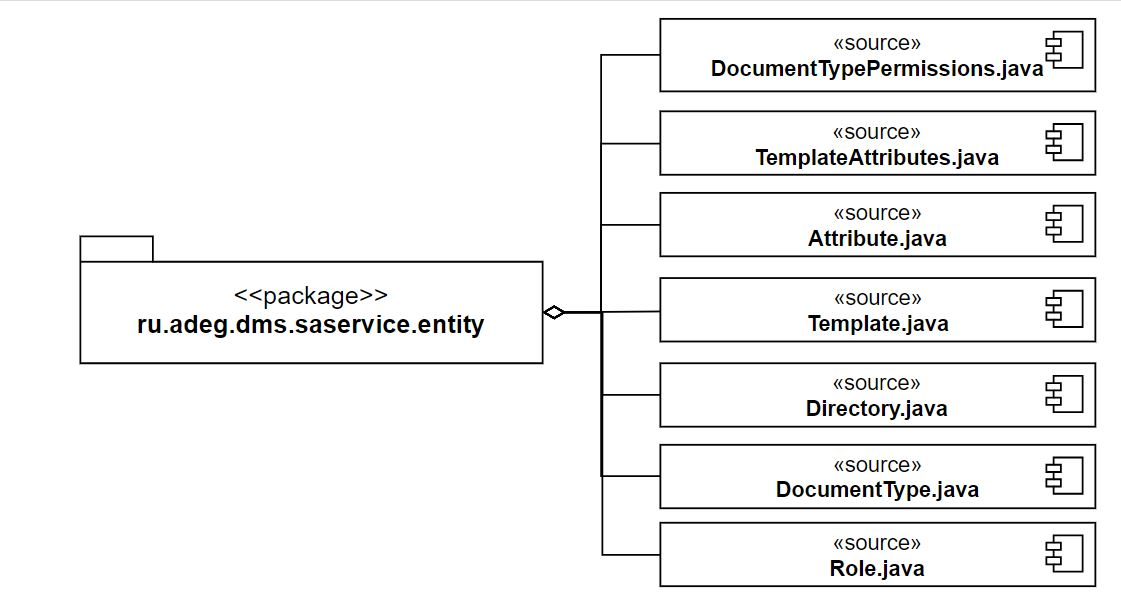 <<package>>
ru.adeg.dms.saservice.entity
«source»
DocumentTypePermissions.java
«source»
TemplateAttributes.java
«source»
Attribute.java
«source»
Template.java
«source»
Directory.java
«source»
DocumentType.java
«source»
Role.java